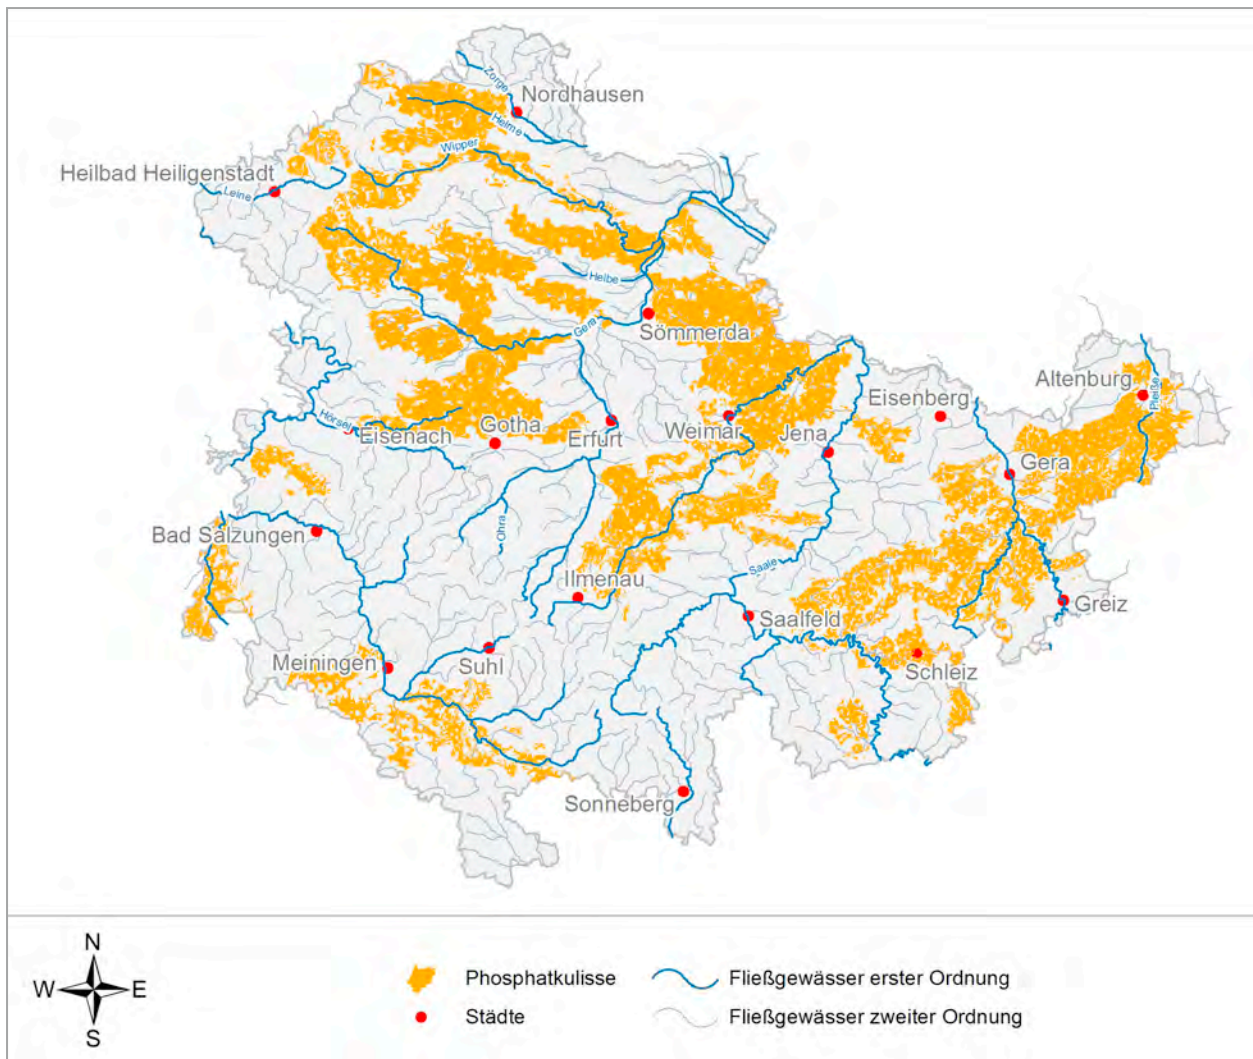 Zorge
Nordhausen
Helme
Wipper
Heilbad Heiligenstadt
Leine
Helbe
Gera
Sömmerda
Altenburg
Pleiße
Eisenberg
Hörsel
Eisenach
Gotha
Erfurt
Weimar
Jena
Gera
Bad Salzungen
Ohra
Saale
Ilmenau
Saalfeld
Greiz
Meiningen
Suhl
Schleiz
Sonneberg
N
W E
S
Phosphatkulisse
Fließgewässer erster Ordnung
Städte
Fließgewässer zweiter Ordnung